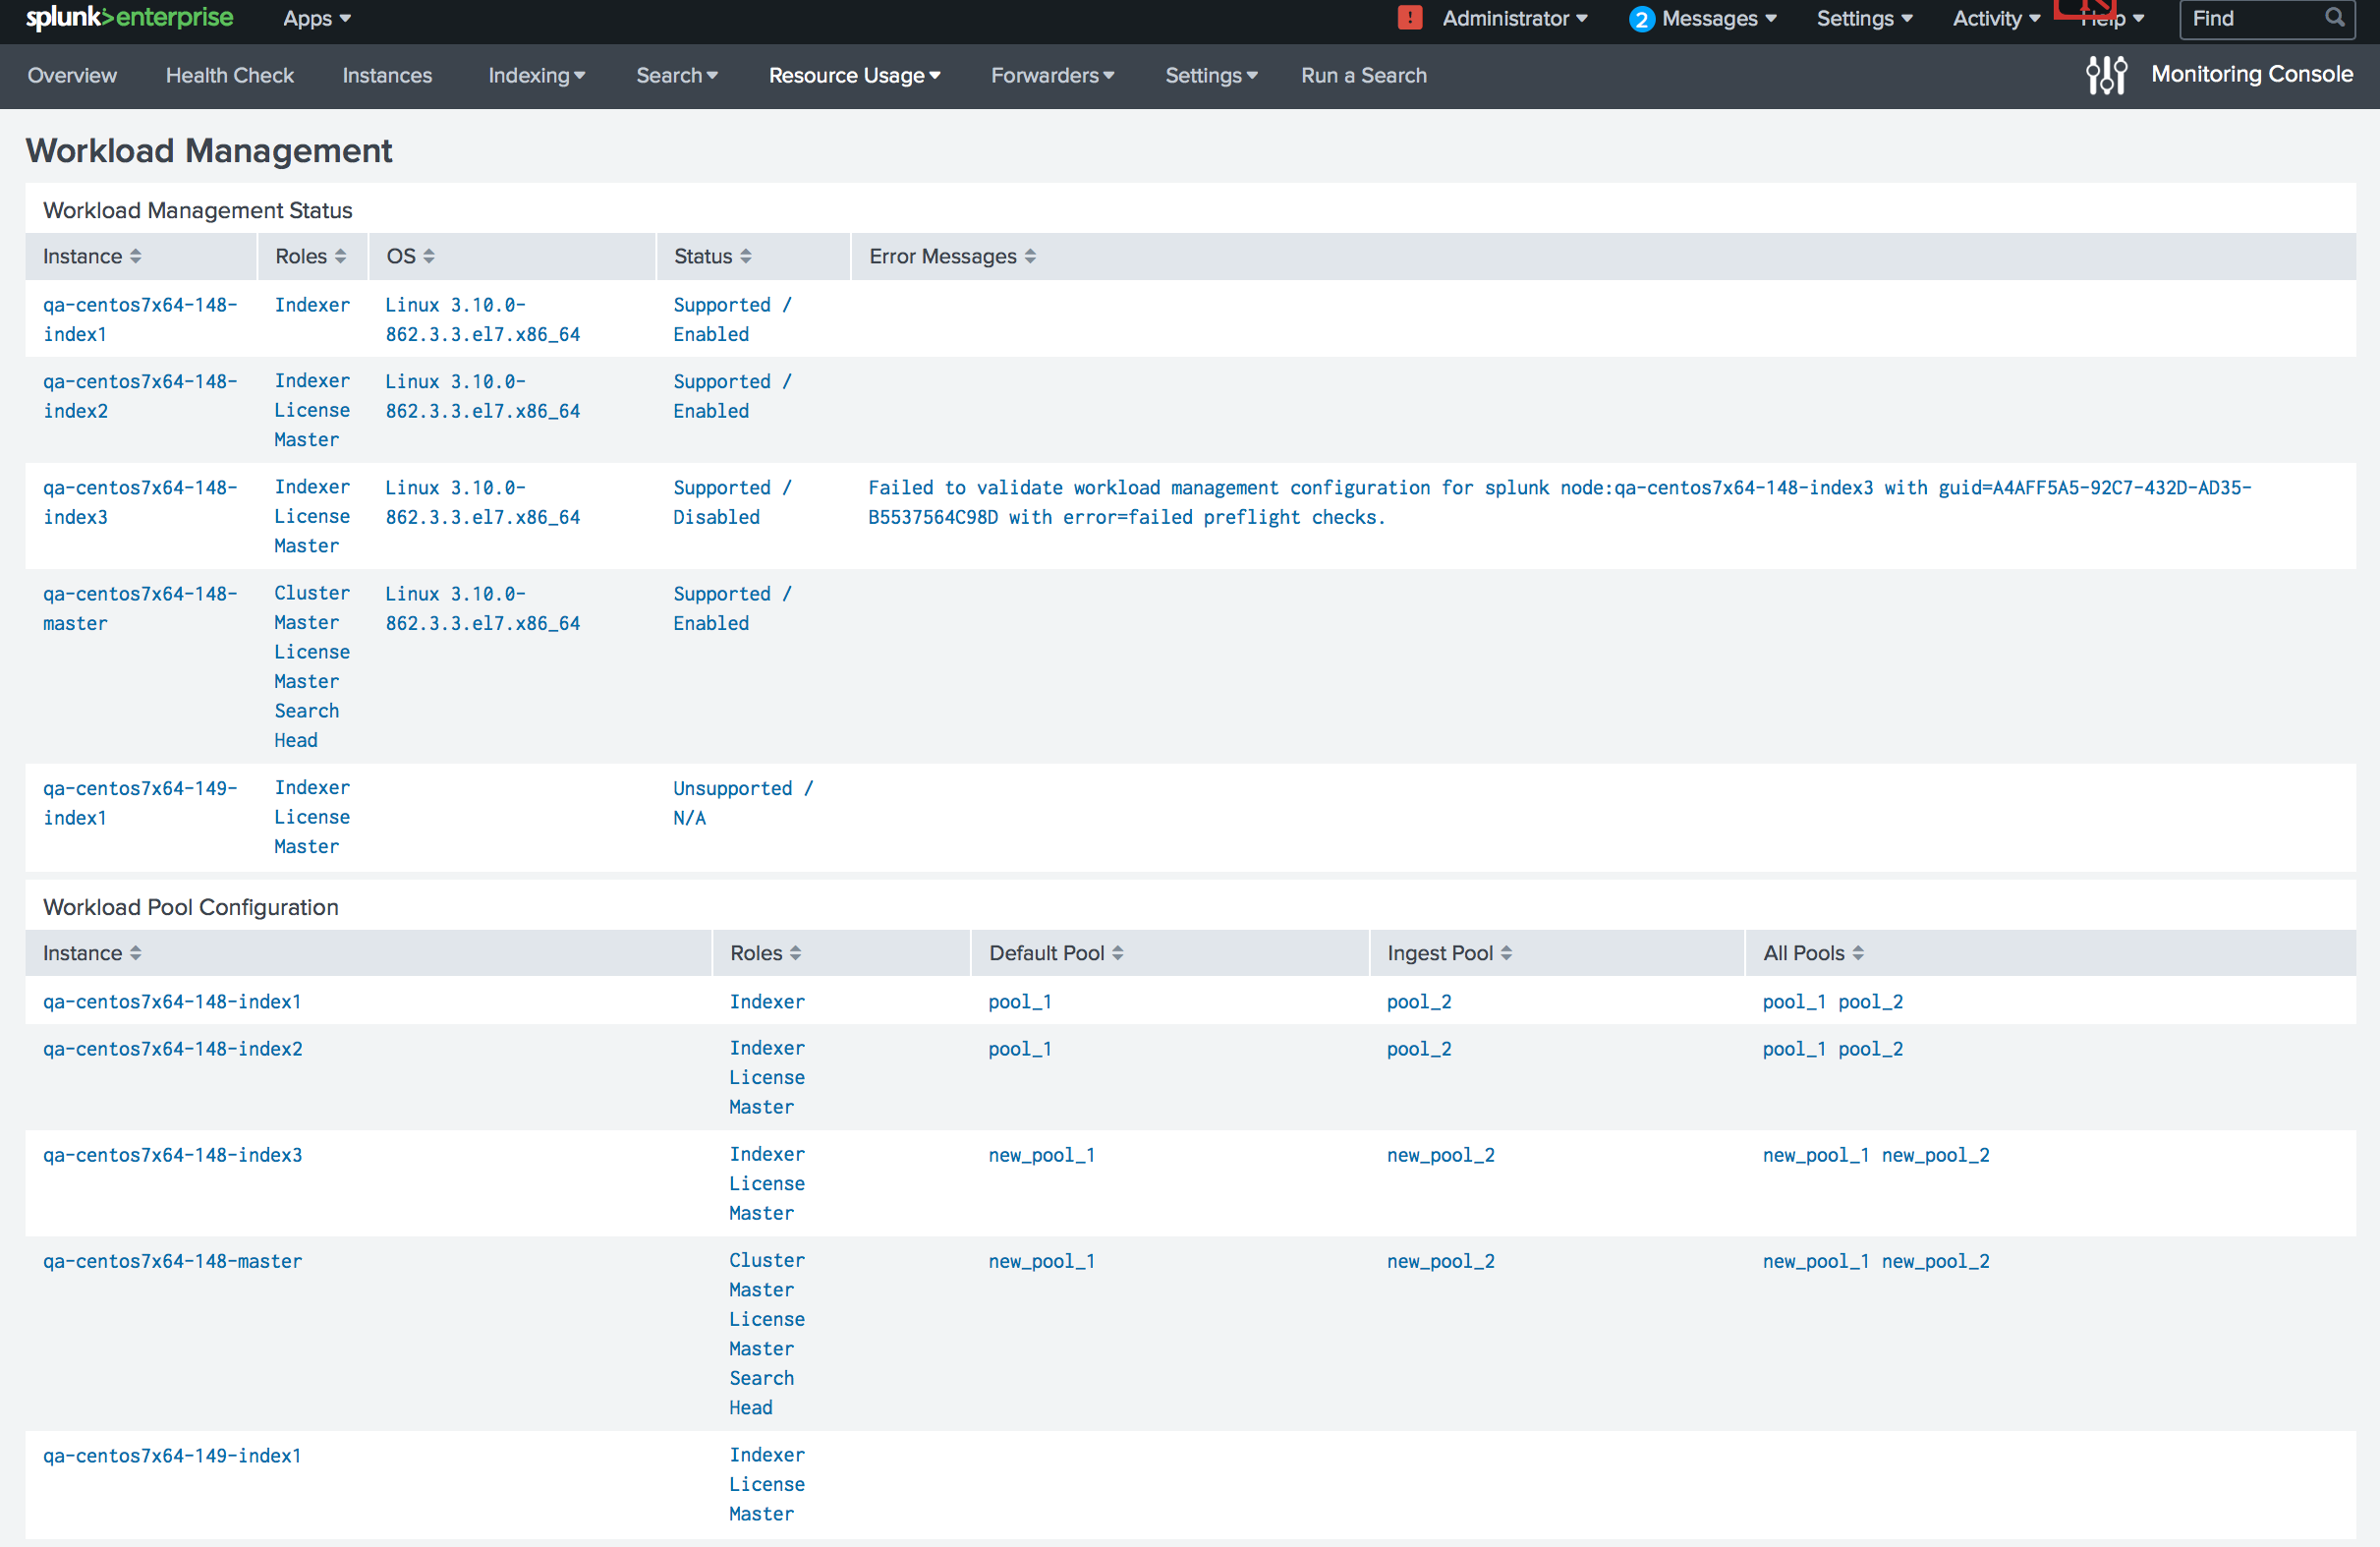 splunk>enterprise Apps Administrator 2 Messages Settings Activity Help Find
Overview Health Check Instances Indexing Search Resource Usage Forwarders Settings Run a Search Monitoring Console
Workload Management
Workload Management Status
Instance Roles OS Status Error Messages
qa-centos7x64-148- Indexer Linux 3.10.0- Supported /
index1 862.3.3.el7.x86_64 Enabled
qa-centos7x64-148- Indexer Linux 3.10.0- Supported /
index2 License 862.3.3.el7.x86_64 Enabled
Master
qa-centos7x64-148- Indexer Linux 3.10.0- Supported / Failed to validate workload management configuration for splunk node:qa-centos7x64-148-index3 with guid=A4AFF5A5-92C7-432D-AD35-
index3 License 862.3.3.el7.x86_64 Disabled B5537564C98D with error=failed preflight checks.
Master
qa-centos7x64-148- Cluster Linux 3.10.0- Supported /
master Master 862.3.3.el7.x86_64 Enabled
License
Master
Search
Head
qa-centos7x64-149- Indexer Unsupported /
index1 License N/A
Master
Workload Pool Configuration
Instance Roles Default Pool Ingest Pool All Pools
qa-centos7x64-148-index1 Indexer pool_1 pool_2 pool_1 pool_2
qa-centos7x64-148-index2 Indexer pool_1 pool_2 pool_1 pool_2
License
Master
qa-centos7x64-148-index3 Indexer new_pool_1 new_pool_2 new_pool_1 new_pool_2
License
Master
qa-centos7x64-148-master Cluster new_pool_1 new_pool_2 new_pool_1 new_pool_2
Master
License
Master
Search
Head
qa-centos7x64-149-index1 Indexer
License
Master